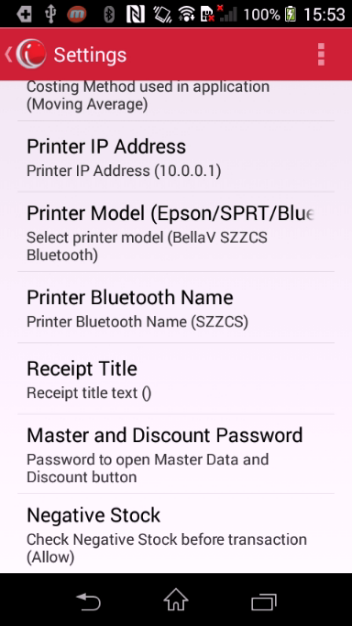 100% 15:53
Settings
Costing Method used in application
(Moving Average)
Printer IP Address
Printer IP Address (10.0.0.1)
Printer Model (Epson/SPRT/Blue
Select printer model (BellaV SZZCS
Bluetooth)
Printer Bluetooth Name
Printer Bluetooth Name (SZZCS)
Receipt Title
Receipt title text ()
Master and Discount Password
Password to open Master Data and
Discount button
Negative Stock
Check Negative Stock before transaction
(Allow)